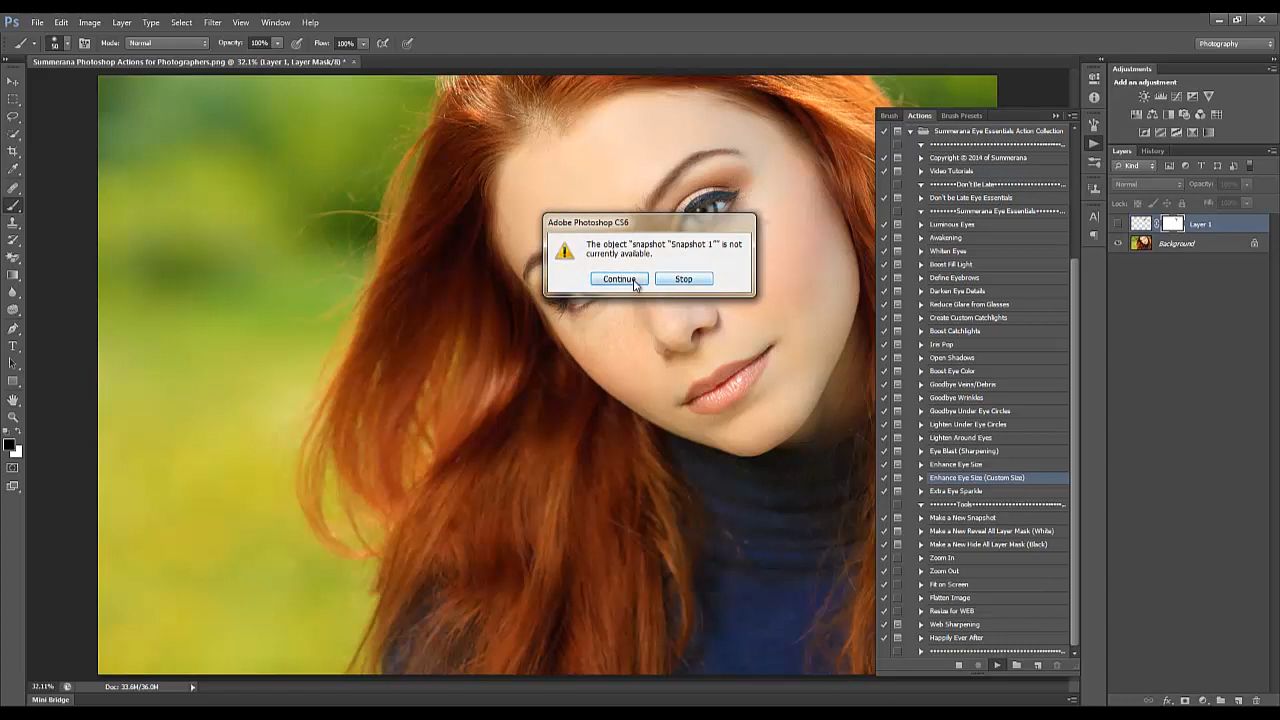 Ps File Edit Image Layer Type Select Filter View Window Help
50 Mode: Normal Opacity: 100% Flow: 100% Photography
Summerana Photoshop Actions for Photographers.png @ 32.1% (Layer 1, Layer Mask/8) * ×
Adobe Photoshop CS6
The object "snapshot "Snapshot 1"" is not
currently available.
Continue Stop
Brush Actions Brush Presets
Summerana Eye Essentials Action Collection
Copyright © 2014 of Summerana
Video Tutorials
Don't Be Late
Don't be Late Eye Essentials
Summerana Eye Essentials
Luminous Eyes
Awakening
Whiten Eyes
Boost Fill Light
Define Eyebrows
Darken Eye Details
Reduce Glare from Glasses
Create Custom Catchlights
Boost Catchlights
Iris Pop
Open Shadows
Boost Eye Color
Goodbye Veins/Debris
Goodbye Wrinkles
Goodbye Under Eye Circles
Lighten Under Eye Circles
Lighten Around Eyes
Eye Blast (Sharpening)
Enhance Eye Size
Enhance Eye Size (Custom Size)
Extra Eye Sparkle
Tools
Make a New Snapshot
Make a New Reveal All Layer Mask (White)
Make a New Hide All Layer Mask (Black)
Zoom In
Zoom Out
Fit on Screen
Flatten Image
Resize for WEB
Web Sharpening
Happily Ever After
Adjustments
Add an adjustment
Layers History
Kind
Normal Opacity:
Lock: Fill: 100%
Layer 1
Background
32.11% Doc: 33.6M/36.0M
Mini Bridge